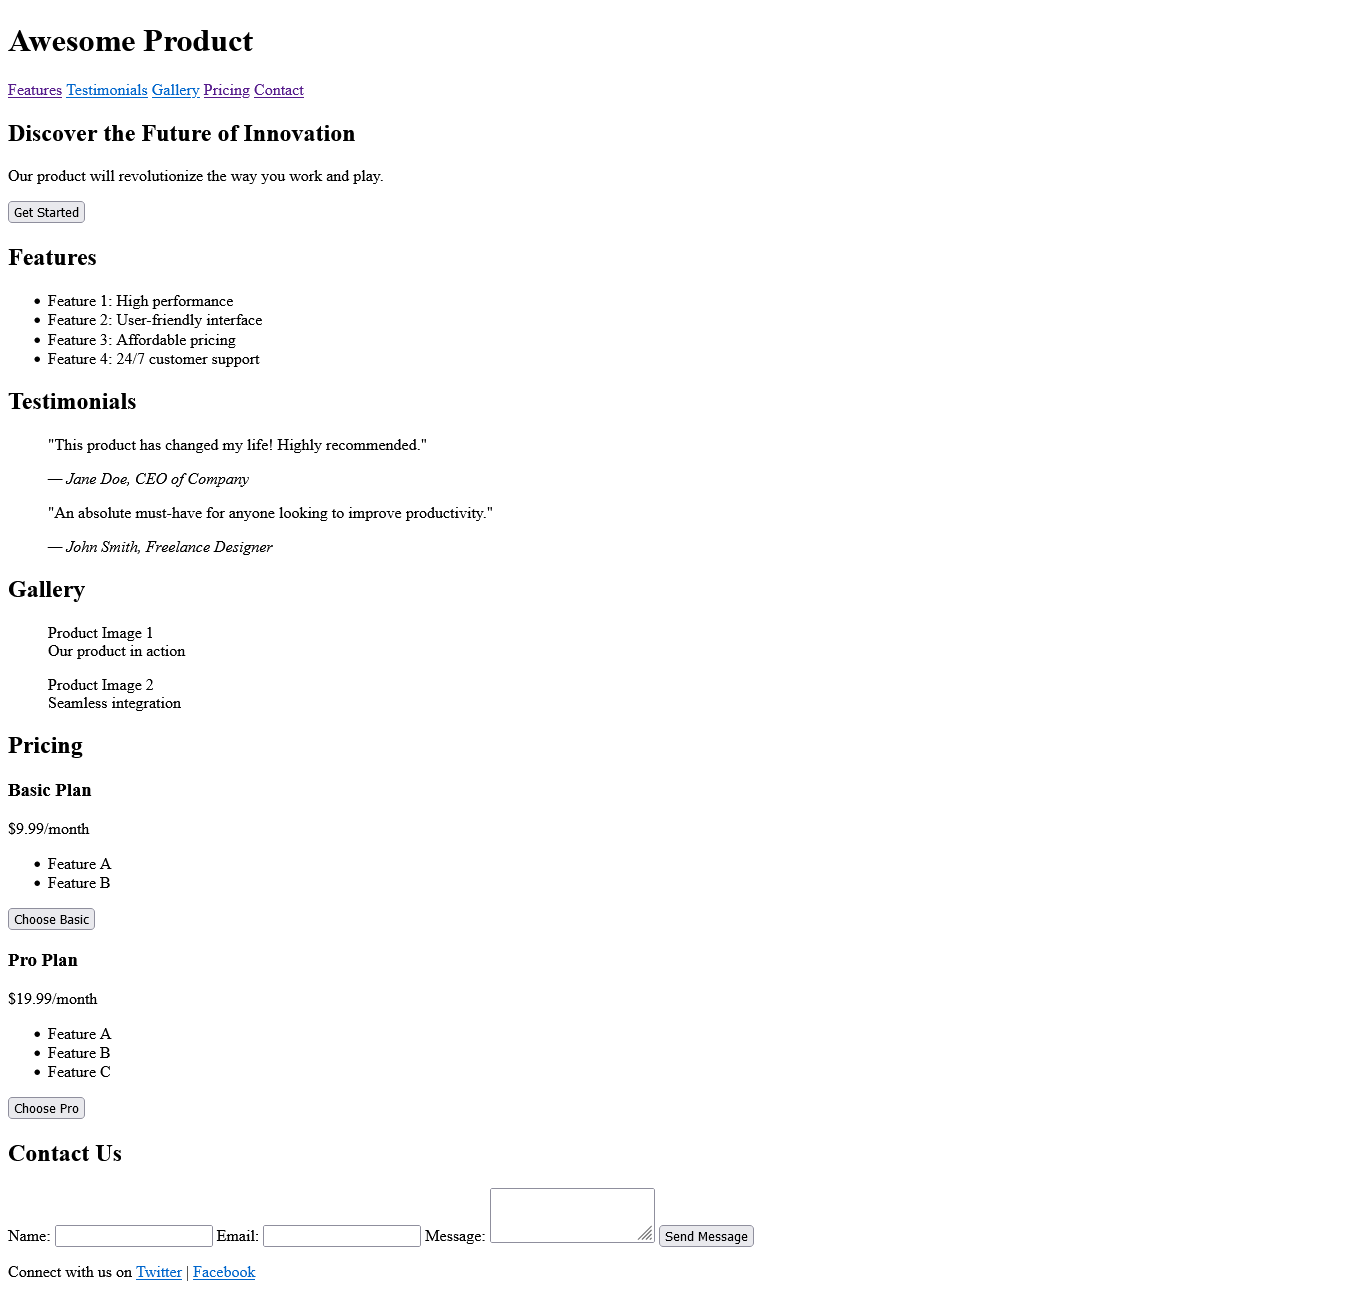 Awesome Product
Features Testimonials Gallery Pricing Contact
Discover the Future of Innovation
Our product will revolutionize the way you work and play.
Get Started
Features
• Feature 1: High performance
• Feature 2: User-friendly interface
• Feature 3: Affordable pricing
• Feature 4: 24/7 customer support
Testimonials
"This product has changed my life! Highly recommended."
— Jane Doe, CEO of Company
"An absolute must-have for anyone looking to improve productivity."
— John Smith, Freelance Designer
Gallery
Product Image 1
Our product in action
Product Image 2
Seamless integration
Pricing
Basic Plan
$9.99/month
• Feature A
• Feature B
Choose Basic
Pro Plan
$19.99/month
• Feature A
• Feature B
• Feature C
Choose Pro
Contact Us
Name: Email: Message: Send Message
Connect with us on Twitter | Facebook